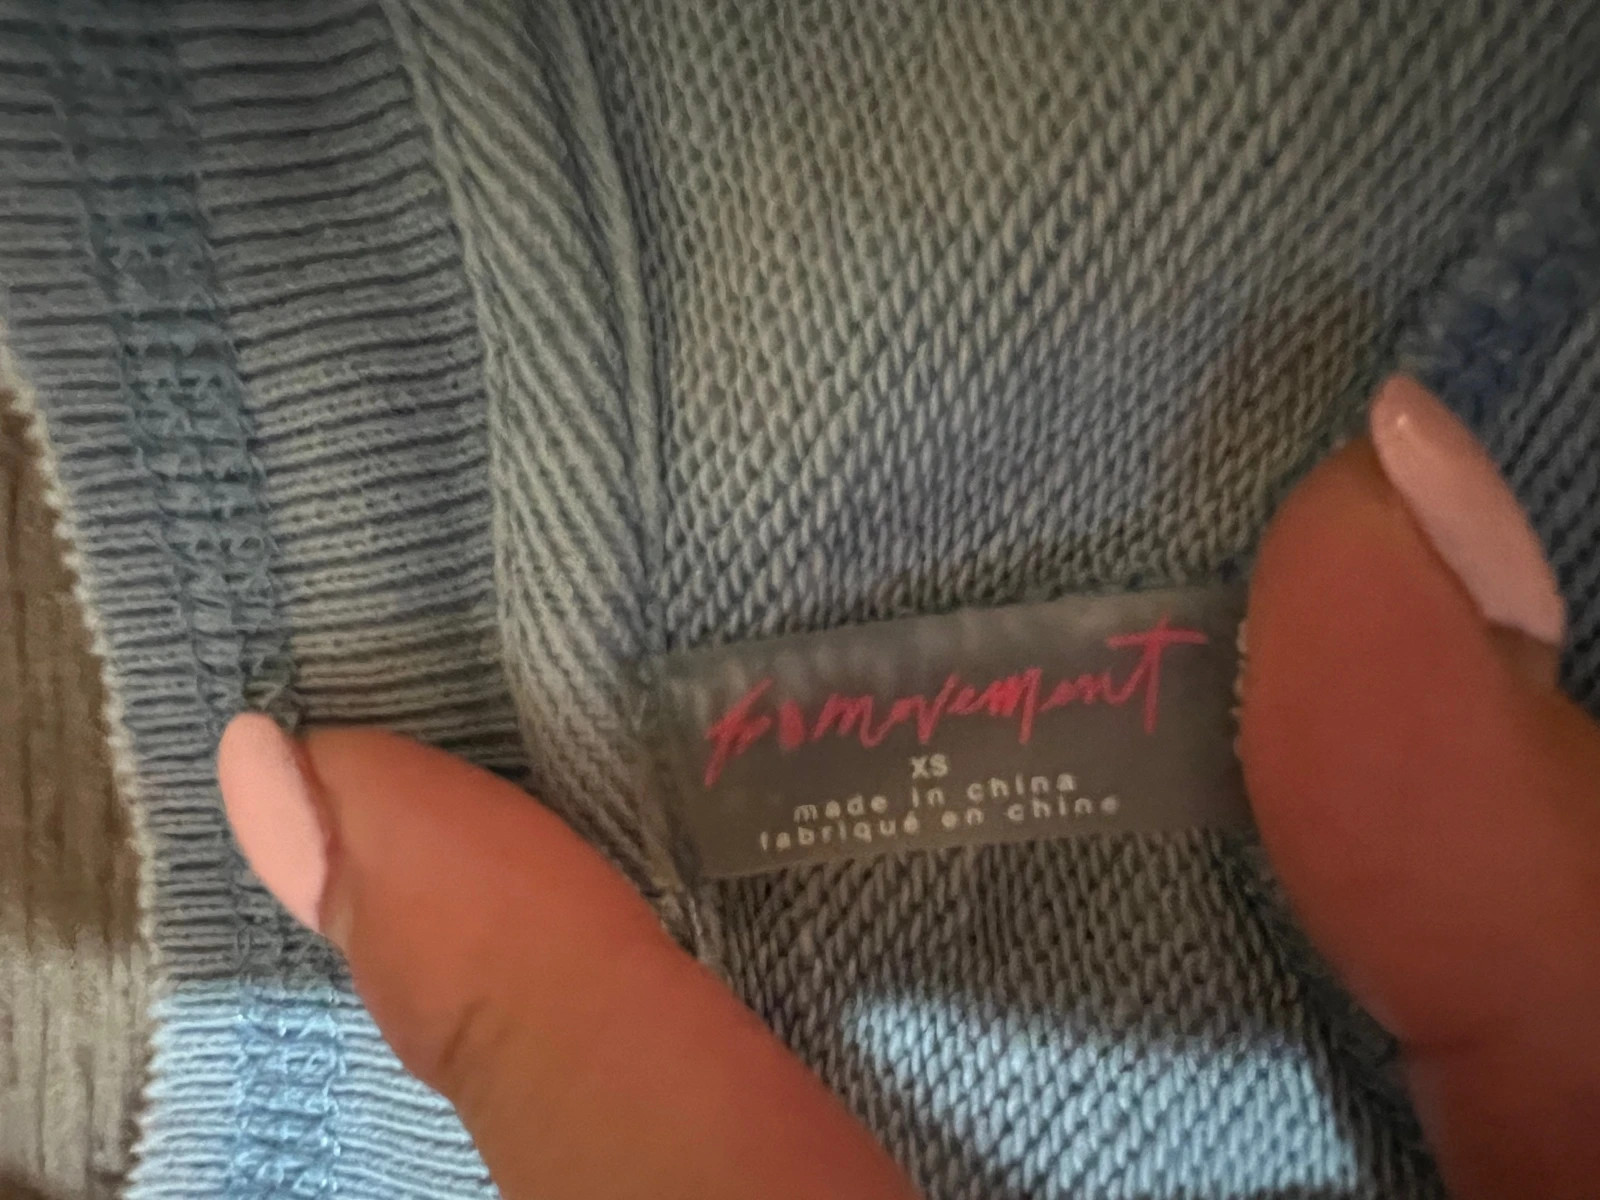 fp movement
XS
made in china
fabriqué en chine